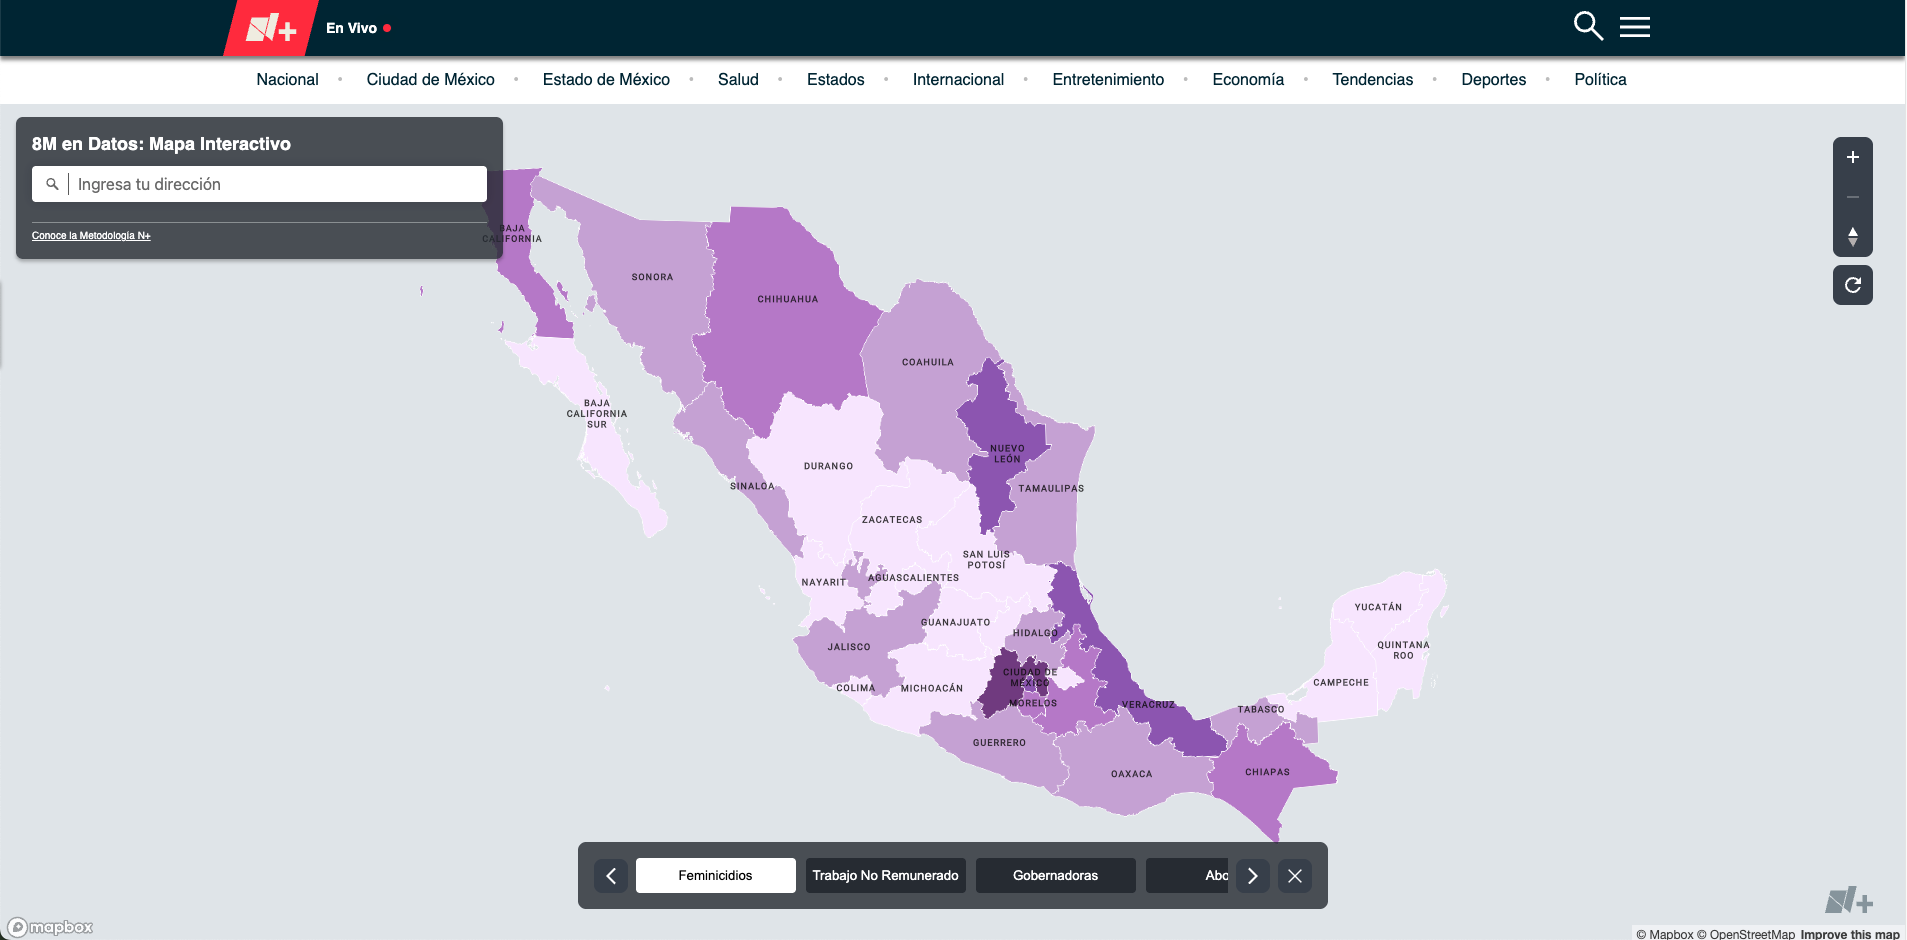 N+
En Vivo
Nacional • Ciudad de México • Estado de México • Salud • Estados • Internacional • Entretenimiento • Economía • Tendencias • Deportes • Política
8M en Datos: Mapa Interactivo
Ingresa tu dirección
Conoce la Metodología N+
BAJA
CALIFORNIA
SONORA
CHIHUAHUA
COAHUILA
BAJA
CALIFORNIA
SUR
NUEVO
LEÓN
DURANGO
SINALOA
TAMAULIPAS
ZACATECAS
SAN LUIS
POTOSÍ
NAYARIT
AGUASCALIENTES
YUCATÁN
GUANAJUATO
HIDALGO
JALISCO
QUINTANA
ROO
CIUDAD DE
MÉXICO
COLIMA
MICHOACÁN
CAMPECHE
MORELOS
VERACRUZ
TABASCO
GUERRERO
OAXACA
CHIAPAS
Feminicidios
Trabajo No Remunerado
Gobernadoras
Abo
N+
mapbox
© Mapbox © OpenStreetMap Improve this map